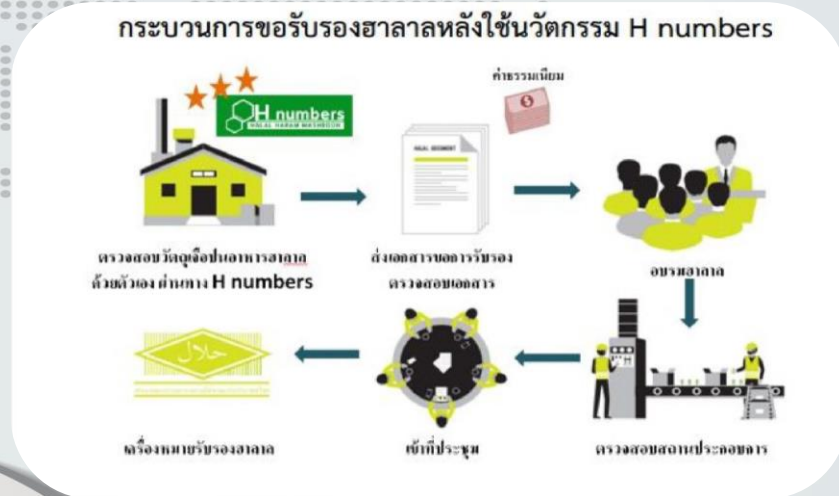 กระบวนการขอรับรองฮาลาลหลังใช้นวัตกรรม H numbers
H numbers
HALAL HARAM MASHBOOH
ค่าธรรมเนียม
HALAL DOCUMENT
ตรวจสอบวัตถุเจือปนอาหารฮาลาล
ด้วยตัวเอง ผ่านทาง H numbers
ส่งเอกสารขอการรับรอง
ตรวจสอบเอกสาร
อบรมฮาลาล
ตรวจสอบสถานประกอบการ
เข้าที่ประชุม
حلال
เครื่องหมายรับรองฮาลาล